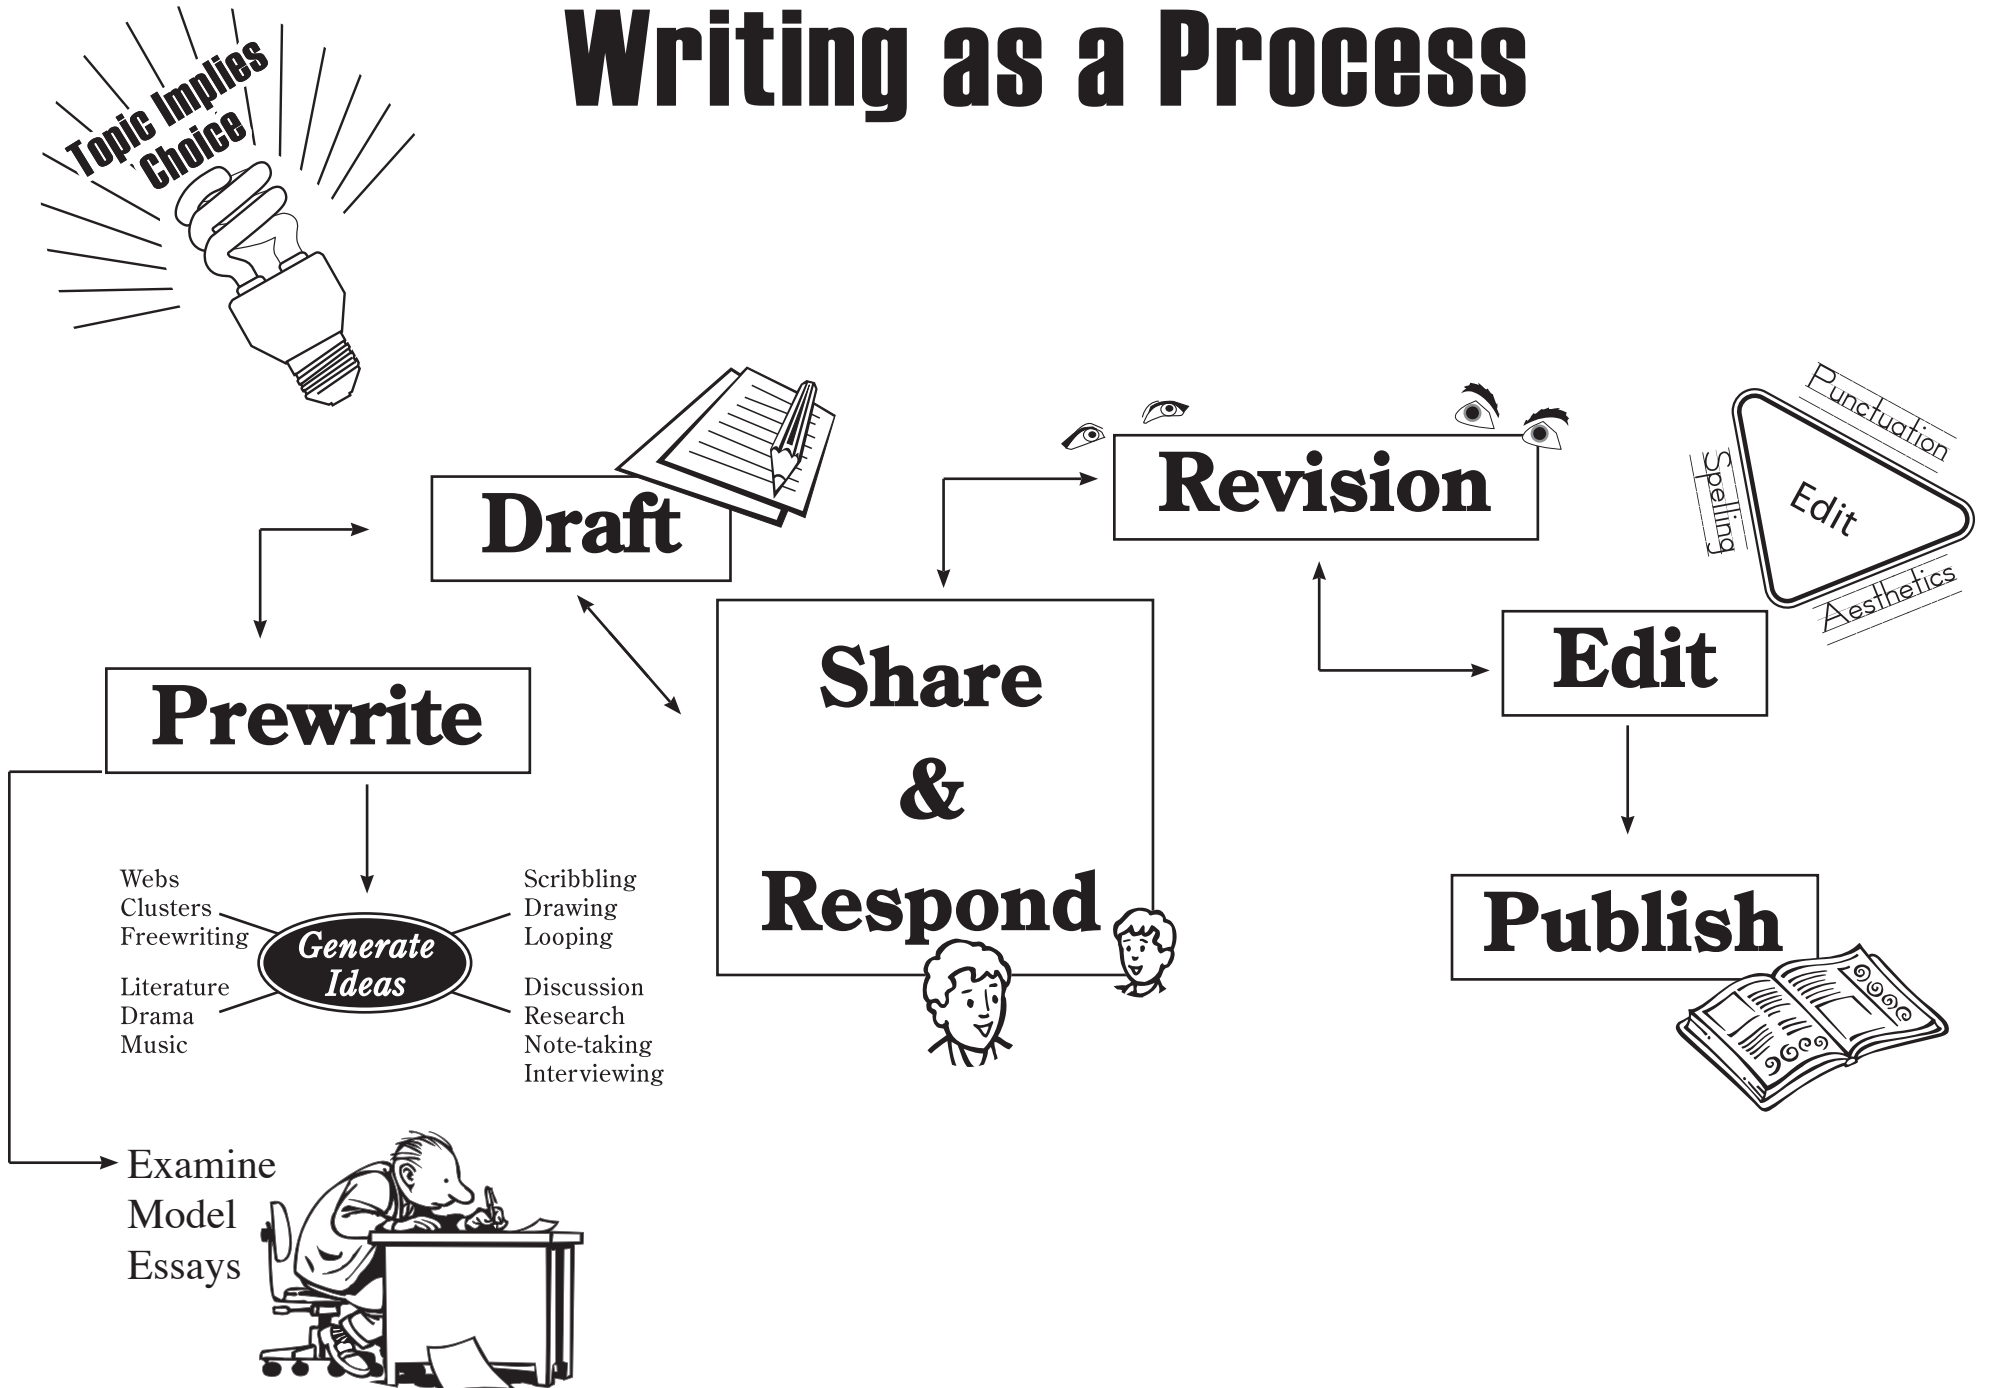 Writing as a Process
Topic Implies
Choice
Draft
Revision
Punctuation
Spelling
Edit
Aesthetics
Prewrite
Share
&
Respond
Edit
Publish
Webs
Clusters
Freewriting
Scribbling
Drawing
Looping
Generate
Ideas
Literature
Drama
Music
Discussion
Research
Note-taking
Interviewing
Examine
Model
Essays